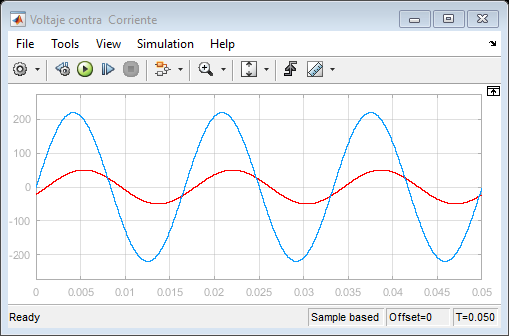 Voltaje contra Corriente
File Tools View Simulation Help
200
100
0
-100
-200
0 0.005 0.01 0.015 0.02 0.025 0.03 0.035 0.04 0.045 0.05
Ready Sample based Offset=0 T=0.050